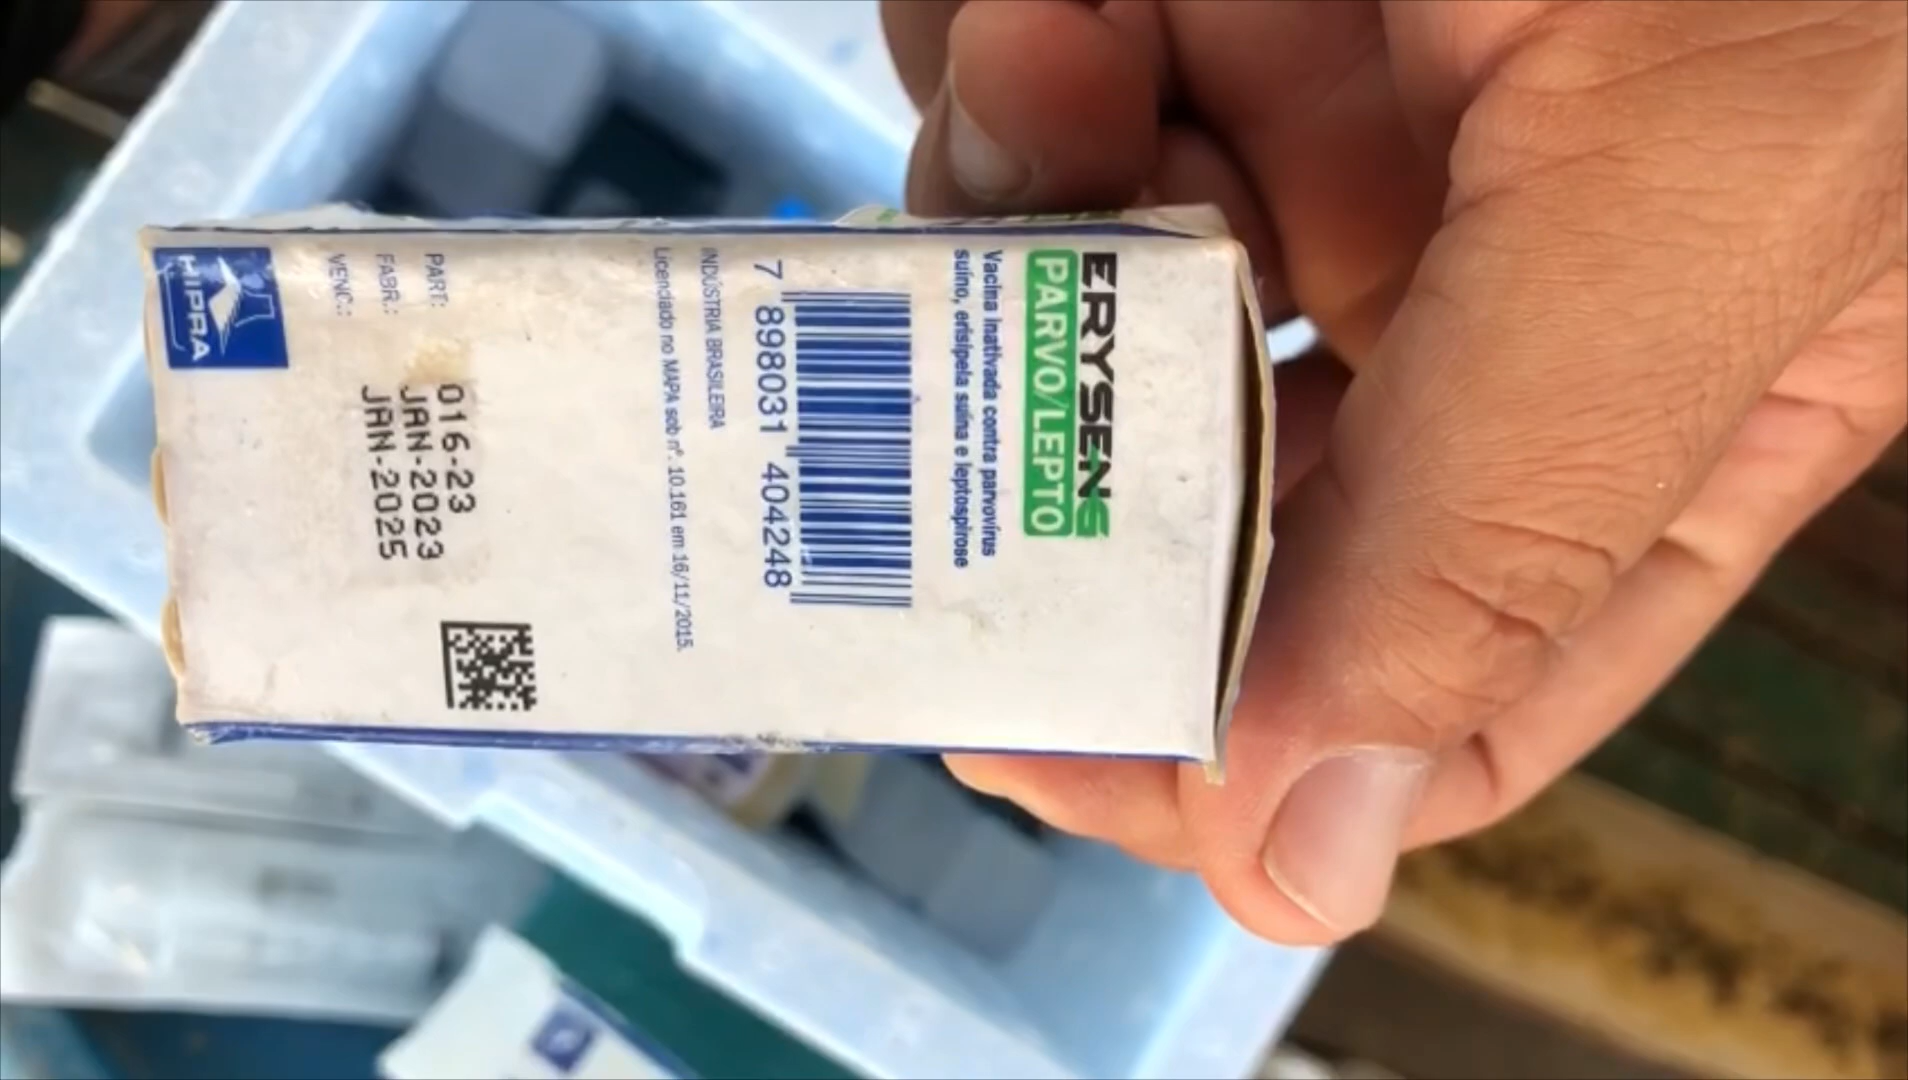 ERYSENG
PARVO/LEPTO
Vacina inativada contra parvovírus
suíno, erisipela suína e leptospirose
7 898031 404248
INDÚSTRIA BRASILEIRA
Licenciado no MAPA sob nº. 10.161 em 16/11/2015.
PART: 016-23
FABR.: JAN-2023
VENC.: JAN-2025
HIPRA